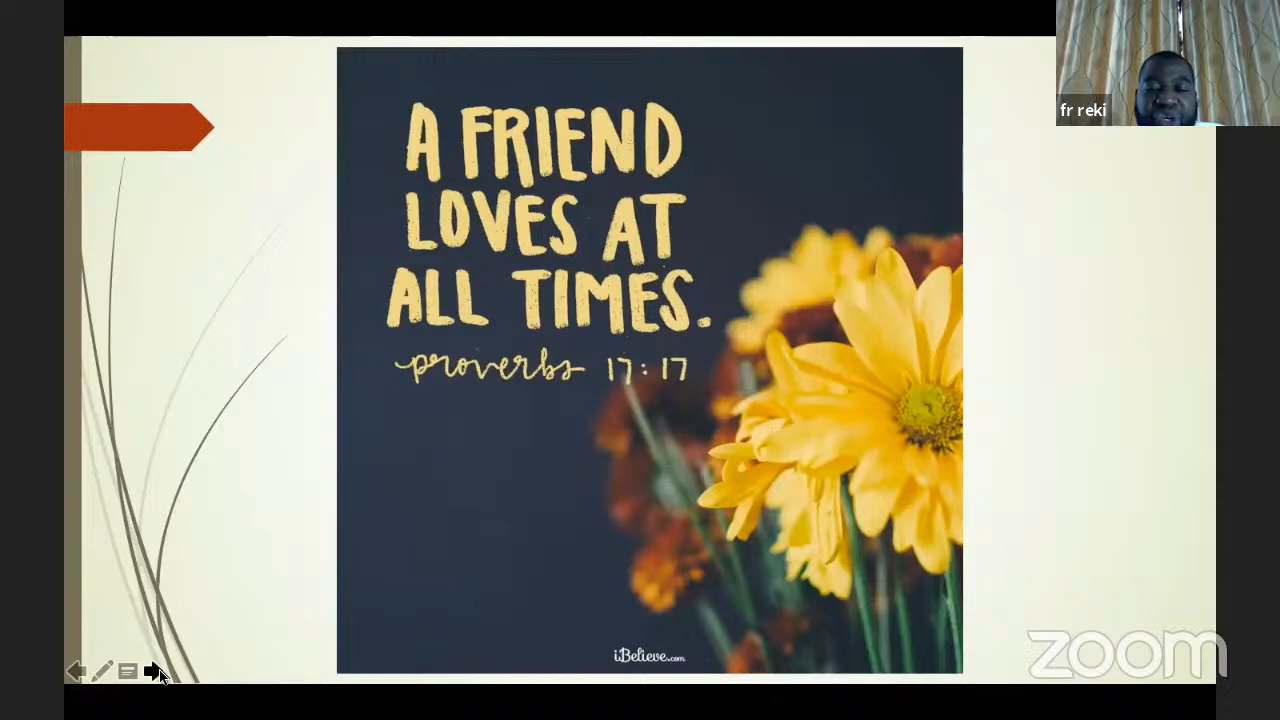 fr reki
A FRIEND
LOVES AT
ALL TIMES.
proverbs 17:17
iBelieve.com
zoom